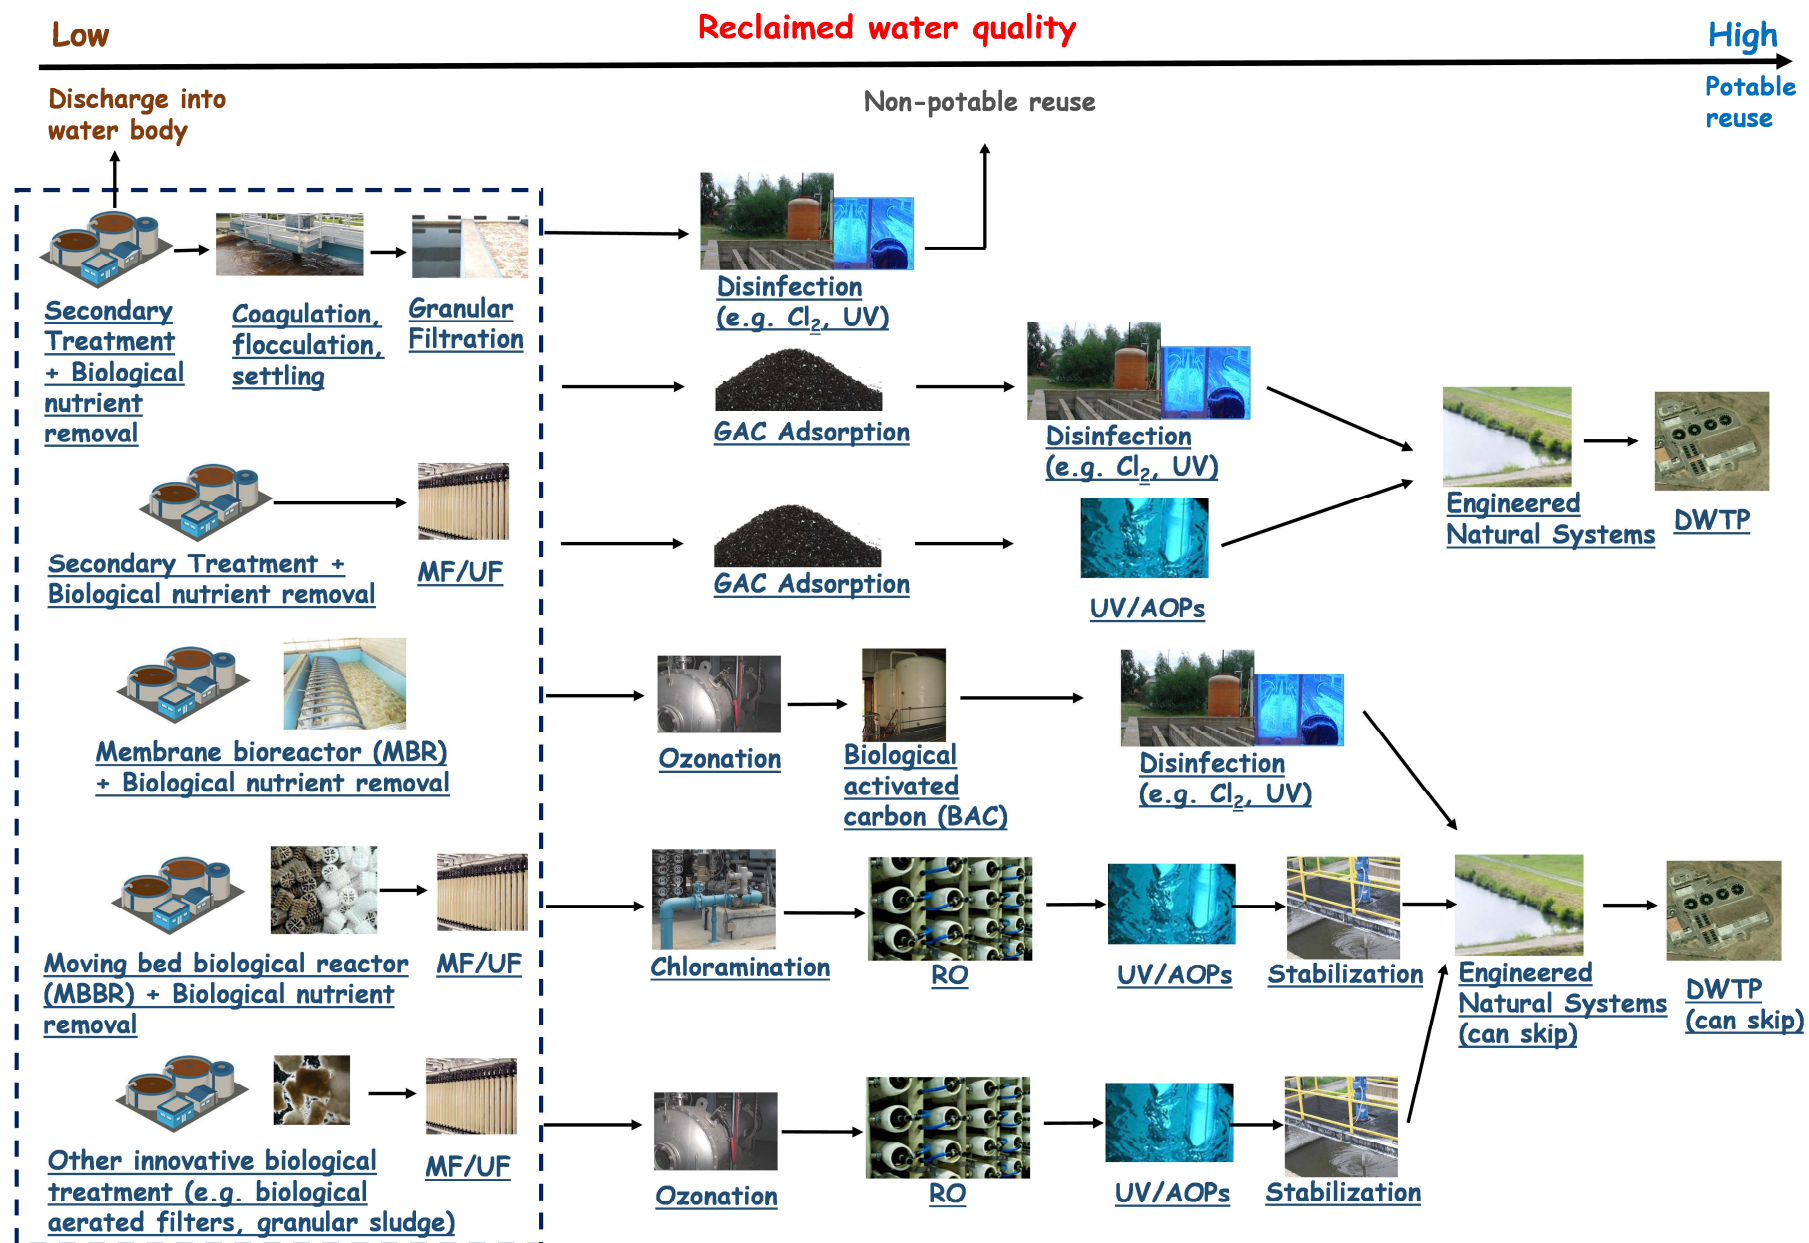 Low
Reclaimed water quality
High
Discharge into
water body
Non-potable reuse
Potable
reuse
Secondary
Treatment
+ Biological
nutrient
removal
Coagulation,
flocculation,
settling
Granular
Filtration
Disinfection
(e.g. Cl2, UV)
GAC Adsorption
Disinfection
(e.g. Cl2, UV)
Engineered
Natural Systems
DWTP
Secondary Treatment +
Biological nutrient removal
MF/UF
GAC Adsorption
UV/AOPs
Membrane bioreactor (MBR)
+ Biological nutrient removal
Ozonation
Biological
activated
carbon (BAC)
Disinfection
(e.g. Cl2, UV)
Moving bed biological reactor
(MBBR) + Biological nutrient
removal
MF/UF
Chloramination
RO
UV/AOPs
Stabilization
Engineered
Natural Systems
(can skip)
DWTP
(can skip)
Other innovative biological
treatment (e.g. biological
aerated filters, granular sludge)
MF/UF
Ozonation
RO
UV/AOPs
Stabilization